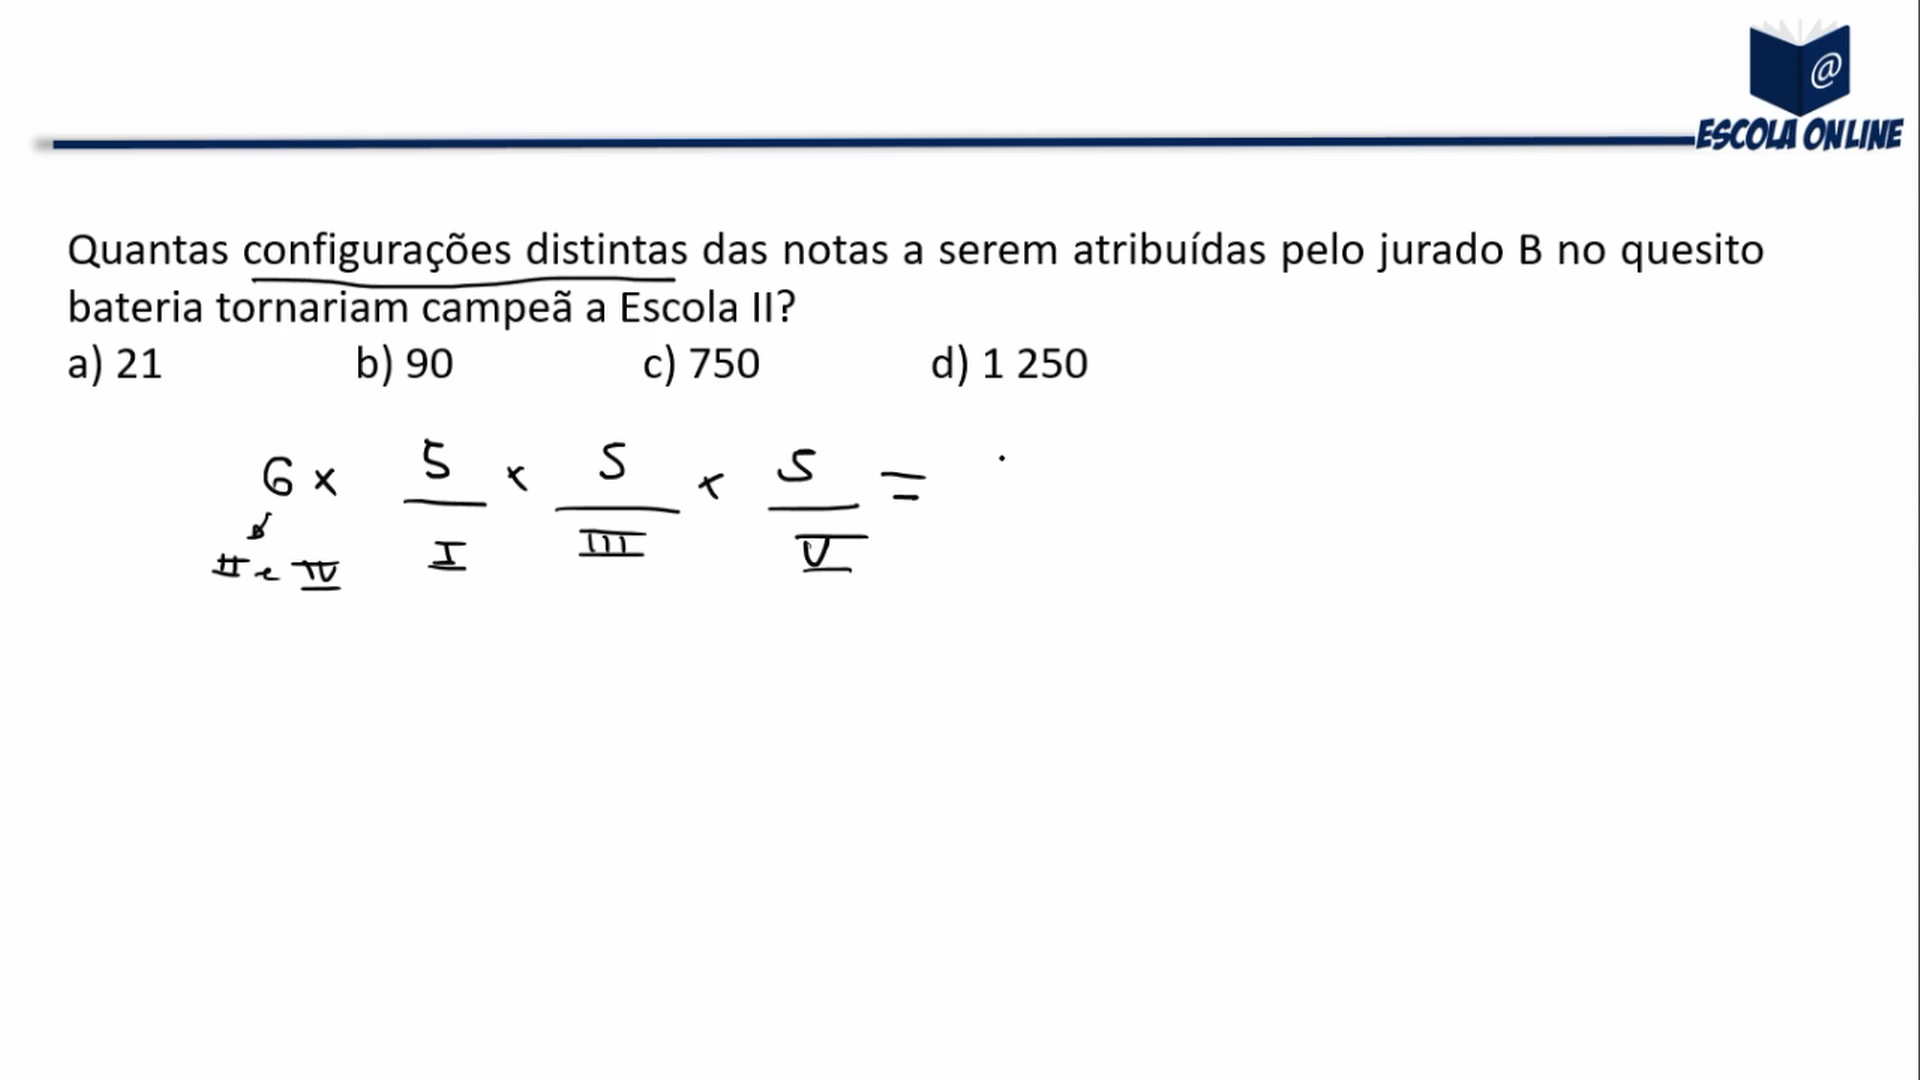 @
ESCOLA ONLINE
Quantas configurações distintas das notas a serem atribuídas pelo jurado B no quesito
bateria tornariam campeã a Escola II?
a) 21 b) 90 c) 750 d) 1 250
6 x 5 x 5 x 5 =
II e IV I III V